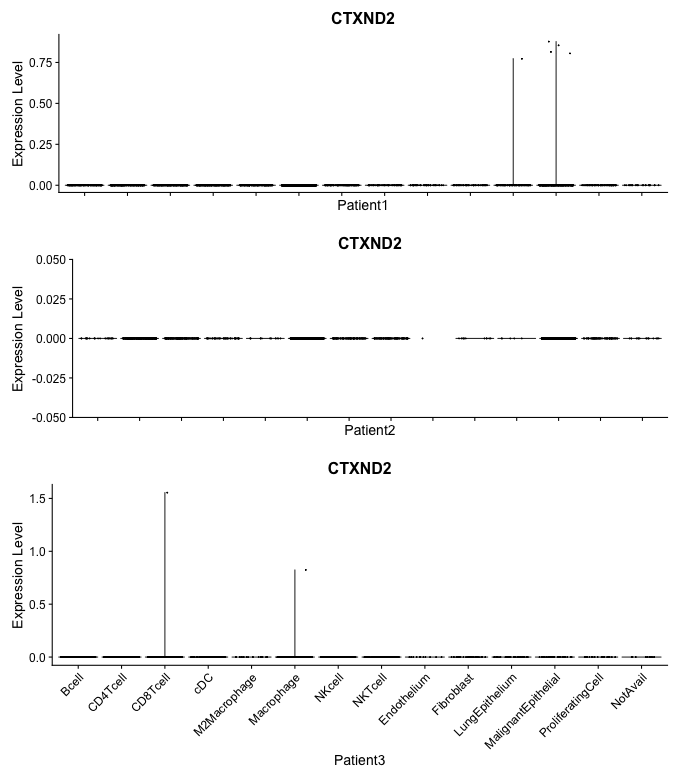 CTXND2
Expression Level
0.75
0.50
0.25
0.00
Patient1
CTXND2
Expression Level
0.050
0.025
0.000
-0.025
-0.050
Patient2
CTXND2
Expression Level
1.5
1.0
0.5
0.0
Bcell
CD4Tcell
CD8Tcell
cDC
M2Macrophage
Macrophage
NKcell
NKTcell
Endothelium
Fibroblast
LungEpithelium
MalignantEpithelial
ProliferatingCell
NotAvail
Patient3